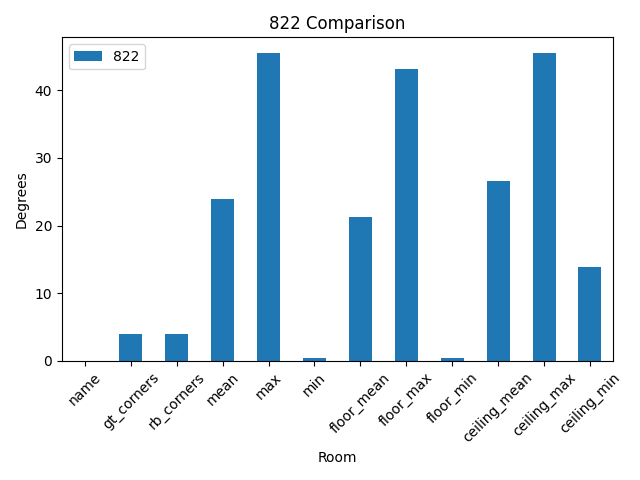 822 Comparison
822
Degrees
40
30
20
10
0
name
gt_corners
rb_corners
mean
max
min
floor_mean
floor_max
floor_min
ceiling_mean
ceiling_max
ceiling_min
Room